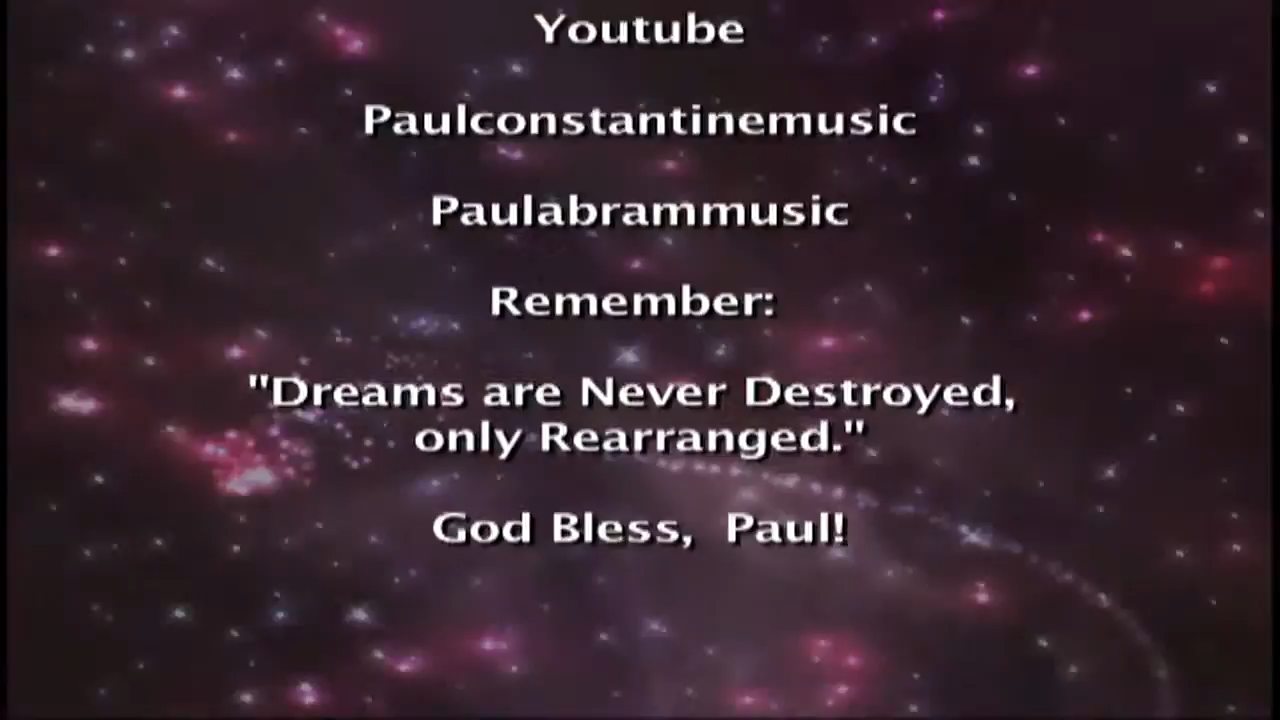 Youtube
Paulconstantinemusic
Paulabrammusic
Remember:
"Dreams are Never Destroyed,
only Rearranged."
God Bless,  Paul!